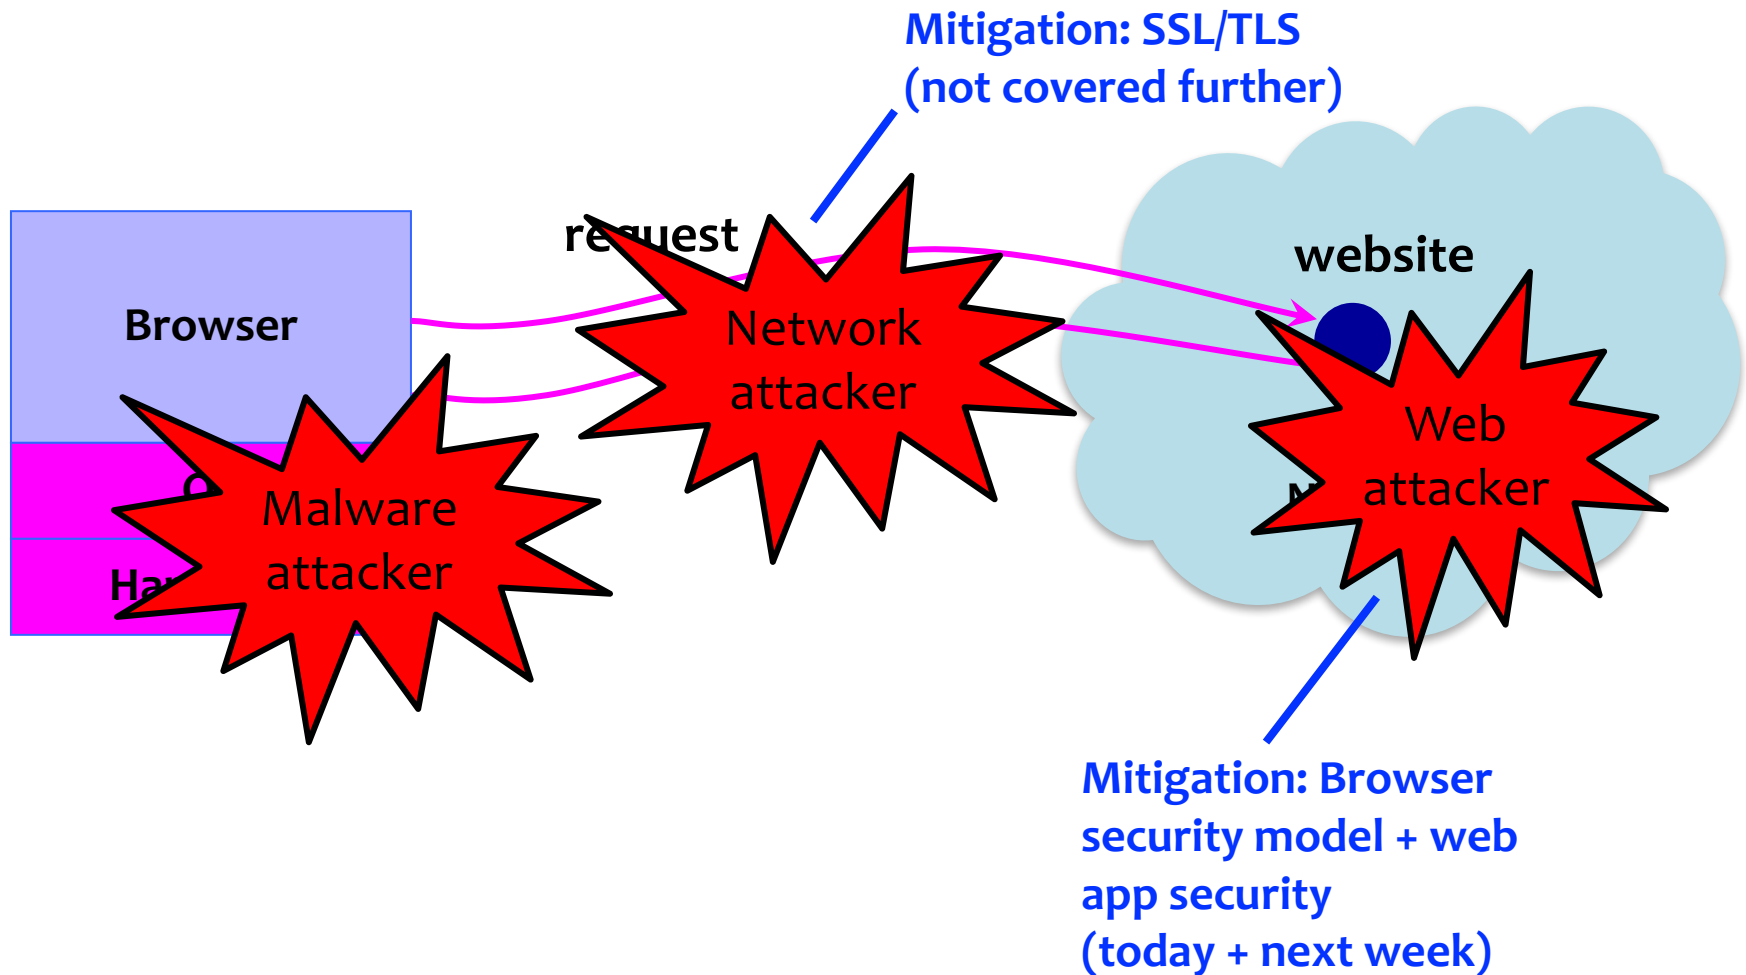 Mitigation: SSL/TLS
(not covered further)
request
website
Browser
Network
attacker
Web
attacker
Malware
attacker
Mitigation: Browser
security model + web
app security
(today + next week)